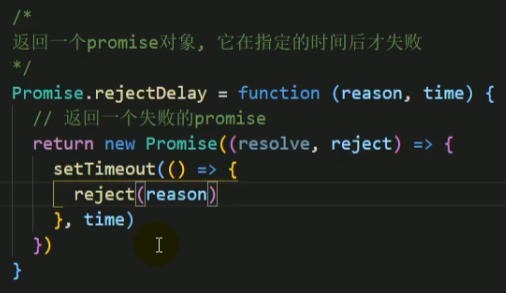 /*
返回一个promise对象, 它在指定的时间后才失败
*/
Promise.rejectDelay = function (reason, time) {
  // 返回一个失败的promise
  return new Promise((resolve, reject) => {
    setTimeout(() => {
      reject(reason)
    }, time)
  })
}